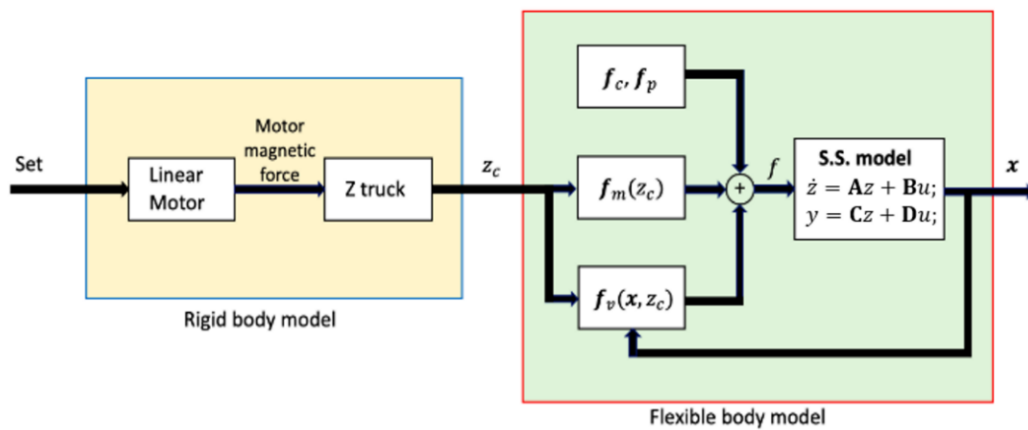 Set
Linear
Motor
Motor
magnetic
force
Z truck
Rigid body model
z_c
f_c, f_p
f_m(z_c)
f_v(x, z_c)
+
f
S.S. model
ż = Az + Bu;
y = Cz + Du;
x
Flexible body model